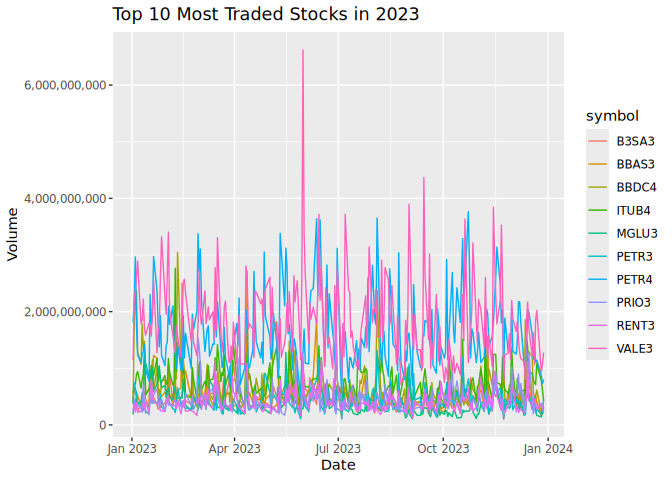 Top 10 Most Traded Stocks in 2023
6,000,000,000
4,000,000,000
2,000,000,000
0
Volume
Jan 2023 Apr 2023 Jul 2023 Oct 2023 Jan 2024
Date
symbol
B3SA3
BBAS3
BBDC4
ITUB4
MGLU3
PETR3
PETR4
PRIO3
RENT3
VALE3